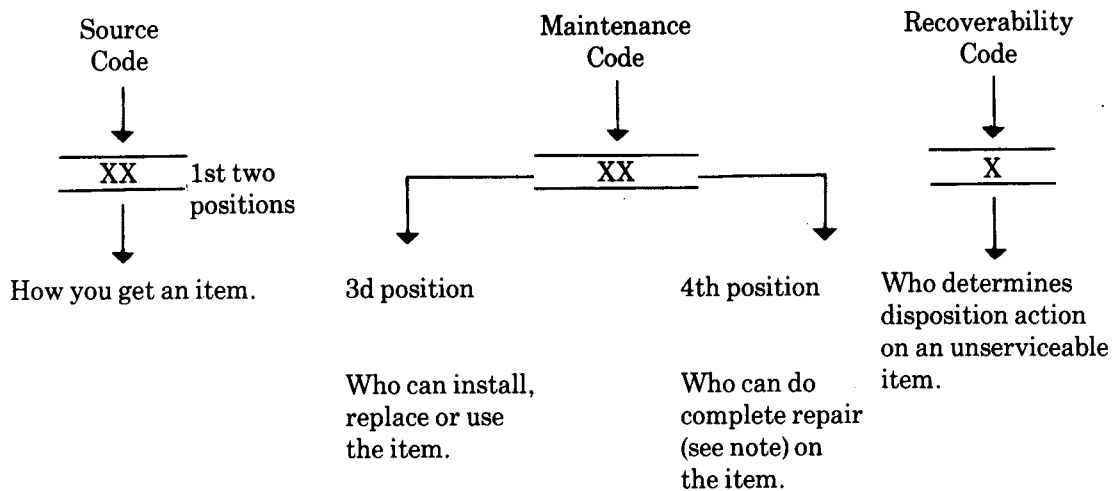 Source
Code
XX
1st two
positions
How you get an item.
Maintenance
Code
XX
3d position
Who can install,
replace or use
the item.
4th position
Who can do
complete repair
(see note) on
the item.
Recoverability
Code
X
Who determines
disposition action
on an unserviceable
item.